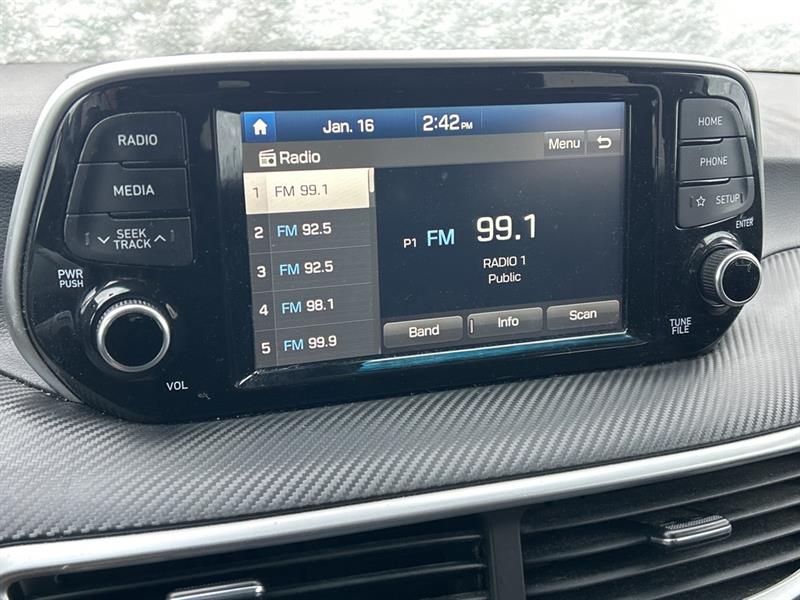 RADIO
MEDIA
SEEK
TRACK
PWR
PUSH
VOL
Jan. 16 2:42 PM
Radio
Menu
1 FM 99.1
2 FM 92.5
3 FM 92.5
4 FM 98.1
5 FM 99.9
P1 FM 99.1
RADIO 1
Public
Band Info Scan
HOME
PHONE
SETUP
ENTER
TUNE
FILE